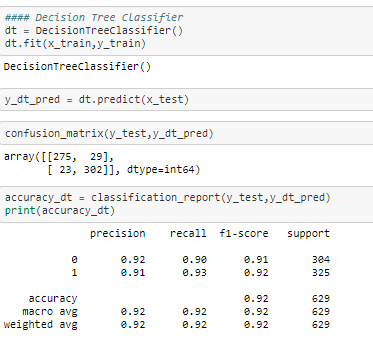 #### Decision Tree Classifier
dt = DecisionTreeClassifier()
dt.fit(x_train,y_train)
DecisionTreeClassifier()
y_dt_pred = dt.predict(x_test)
confusion_matrix(y_test,y_dt_pred)
array([[275,  29],
       [ 23, 302]], dtype=int64)
accuracy_dt = classification_report(y_test,y_dt_pred)
print(accuracy_dt)
              precision    recall  f1-score   support
           0       0.92      0.90      0.91       304
           1       0.91      0.93      0.92       325
    accuracy                           0.92       629
   macro avg       0.92      0.92      0.92       629
weighted avg       0.92      0.92      0.92       629